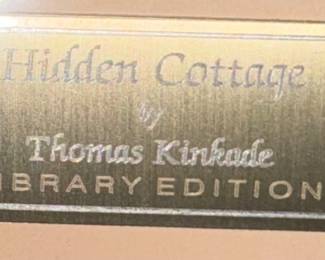 Hidden Cottage
by
Thomas Kinkade
IBRARY EDITION